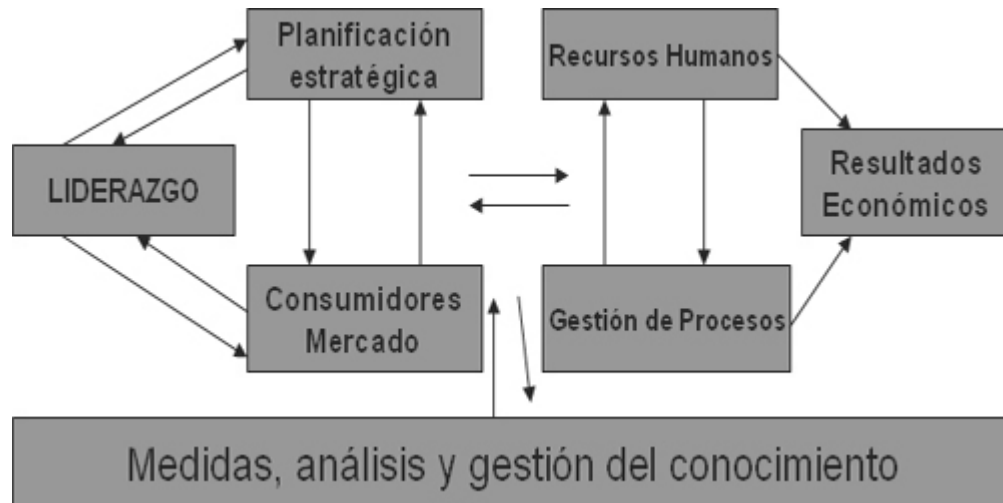 Planificación
estratégica
Recursos Humanos
LIDERAZGO
Resultados
Económicos
Consumidores
Mercado
Gestión de Procesos
Medidas, análisis y gestión del conocimiento